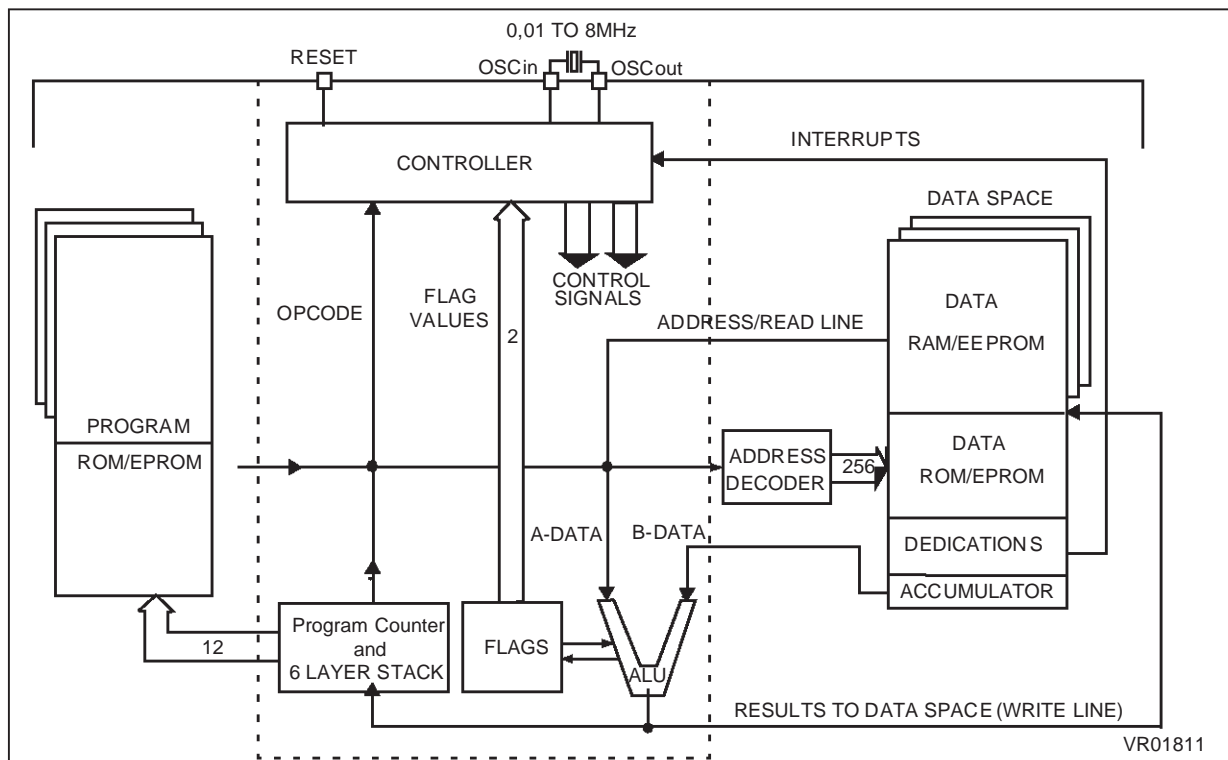 0,01 TO 8MHz
RESET
OSCin
OSCout
INTERRUPTS
CONTROLLER
DATA SPACE
CONTROL
SIGNALS
OPCODE
FLAG
VALUES
2
ADDRESS/READ LINE
DATA
RAM/EEPROM
PROGRAM
ROM/EPROM
ADDRESS
DECODER
256
DATA
ROM/EPROM
A-DATA
B-DATA
DEDICATIONS
ACCUMULATOR
12
Program Counter
and
6 LAYER STACK
FLAGS
ALU
RESULTS TO DATA SPACE (WRITE LINE)
VR01811